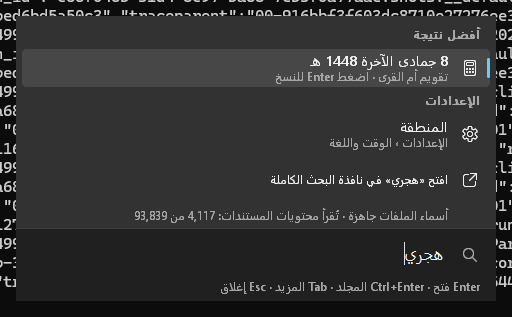 أفضل نتيجة
8 جمادى الآخرة 1448 هـ
تقويم أم القرى · اضغط Enter للنسخ
الإعدادات
المنطقة
الإعدادات › الوقت واللغة
افتح «هجري» في نافذة البحث الكاملة
أسماء الملفات جاهزة · تُقرأ محتويات المستندات: 4,117 من 93,839
هجري
Enter فتح · Ctrl+Enter المجلد · Tab المزيد · Esc إغلاق